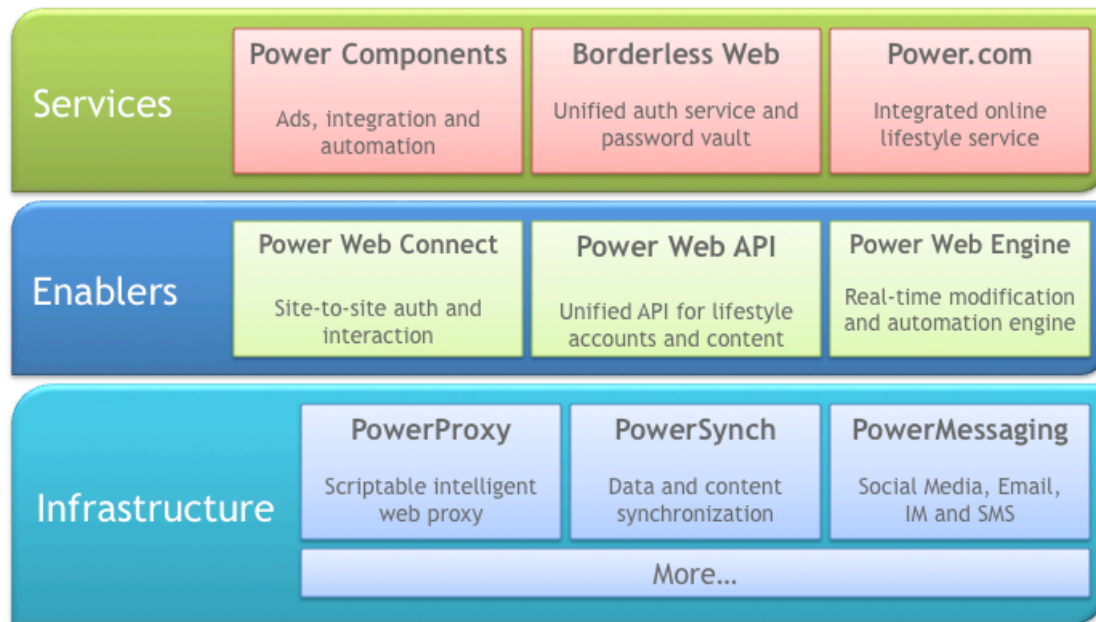 Services
Power Components
Ads, integration and
automation
Borderless Web
Unified auth service and
password vault
Power.com
Integrated online
lifestyle service
Enablers
Power Web Connect
Site-to-site auth and
interaction
Power Web API
Unified API for lifestyle
accounts and content
Power Web Engine
Real-time modification
and automation engine
Infrastructure
PowerProxy
Scriptable intelligent
web proxy
PowerSynch
Data and content
synchronization
PowerMessaging
Social Media, Email,
IM and SMS
More...